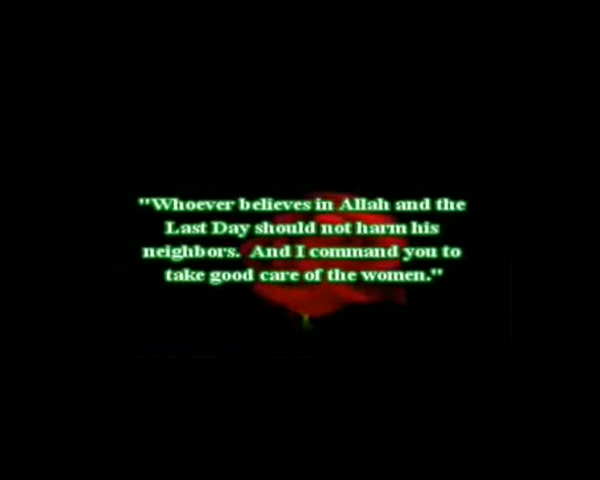 "Whoever believes in Allah and the
Last Day should not harm his
neighbors.  And I command you to
take good care of the women."